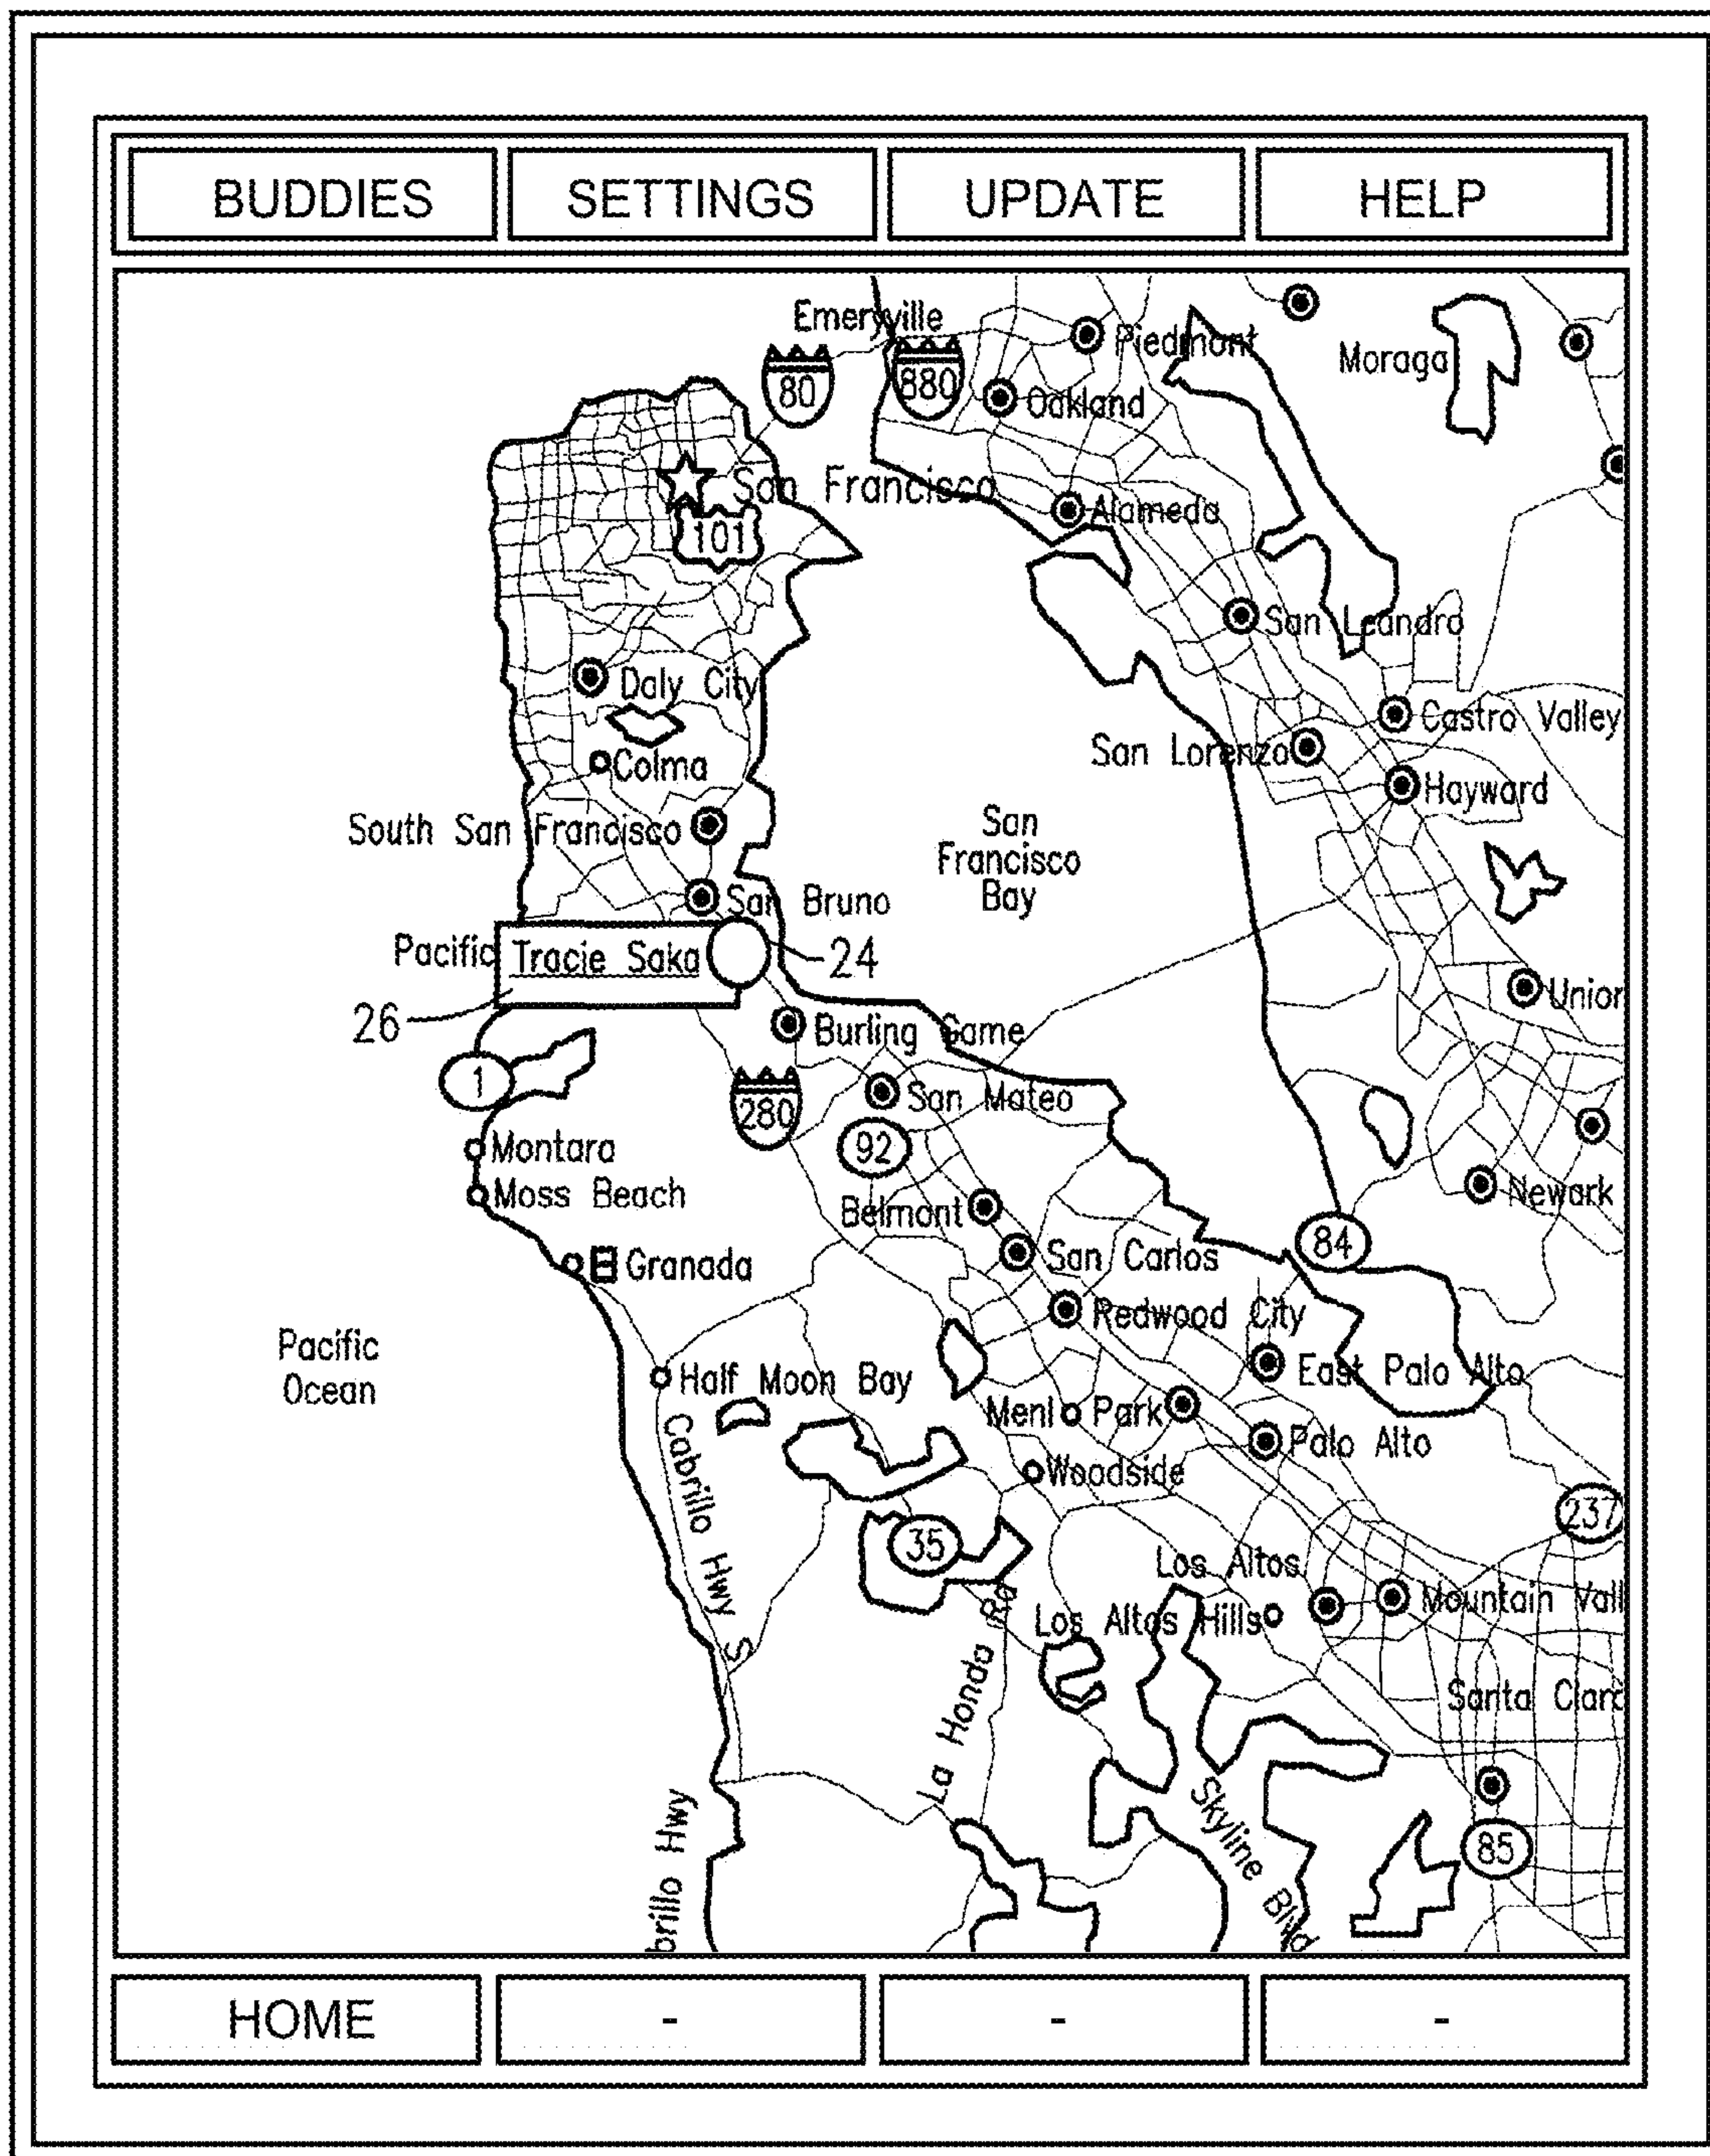 BUDDIES SETTINGS UPDATE HELP
Emeryville
Piedmont
Moraga
80
880
Oakland
San Francisco
Alameda
101
San Leandro
Daly City
Castro Valley
San Lorenzo
Colma
Hayward
South San Francisco
San
Francisco
Bay
San Bruno
Pacific
Tracie Saka
24
Union
26
Burling Game
1
San Mateo
280
92
Montara
Moss Beach
Newark
Belmont
84
San Carlos
Granada
Redwood City
Pacific
Ocean
East Palo Alto
Half Moon Bay
Menl Park
Palo Alto
Woodside
Cabrillo Hwy S
237
35
Los Altos
Mountain Vall
Los Altos Hills
La Honda Rd
Santa Clara
Skyline Blvd
85
brillo Hwy
HOME - - -